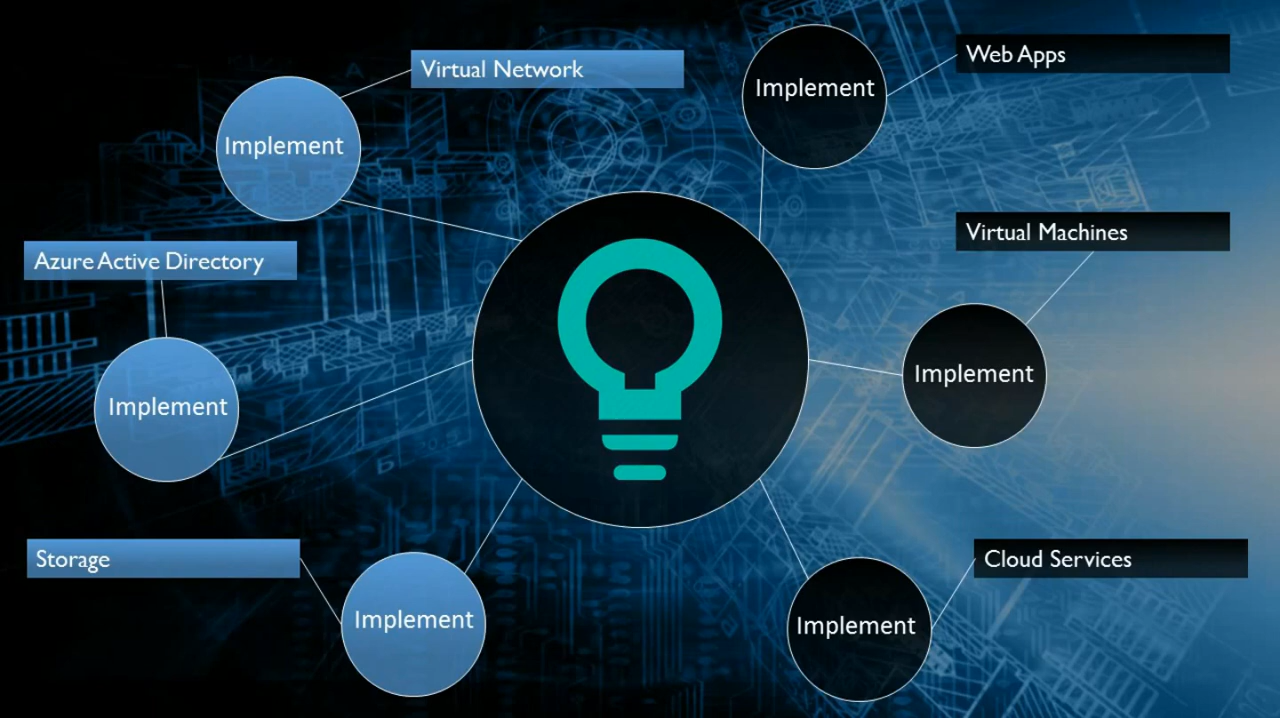 Implement
Virtual Network
Implement
Web Apps
Azure Active Directory
Implement
Virtual Machines
Implement
Storage
Implement
Cloud Services
Implement